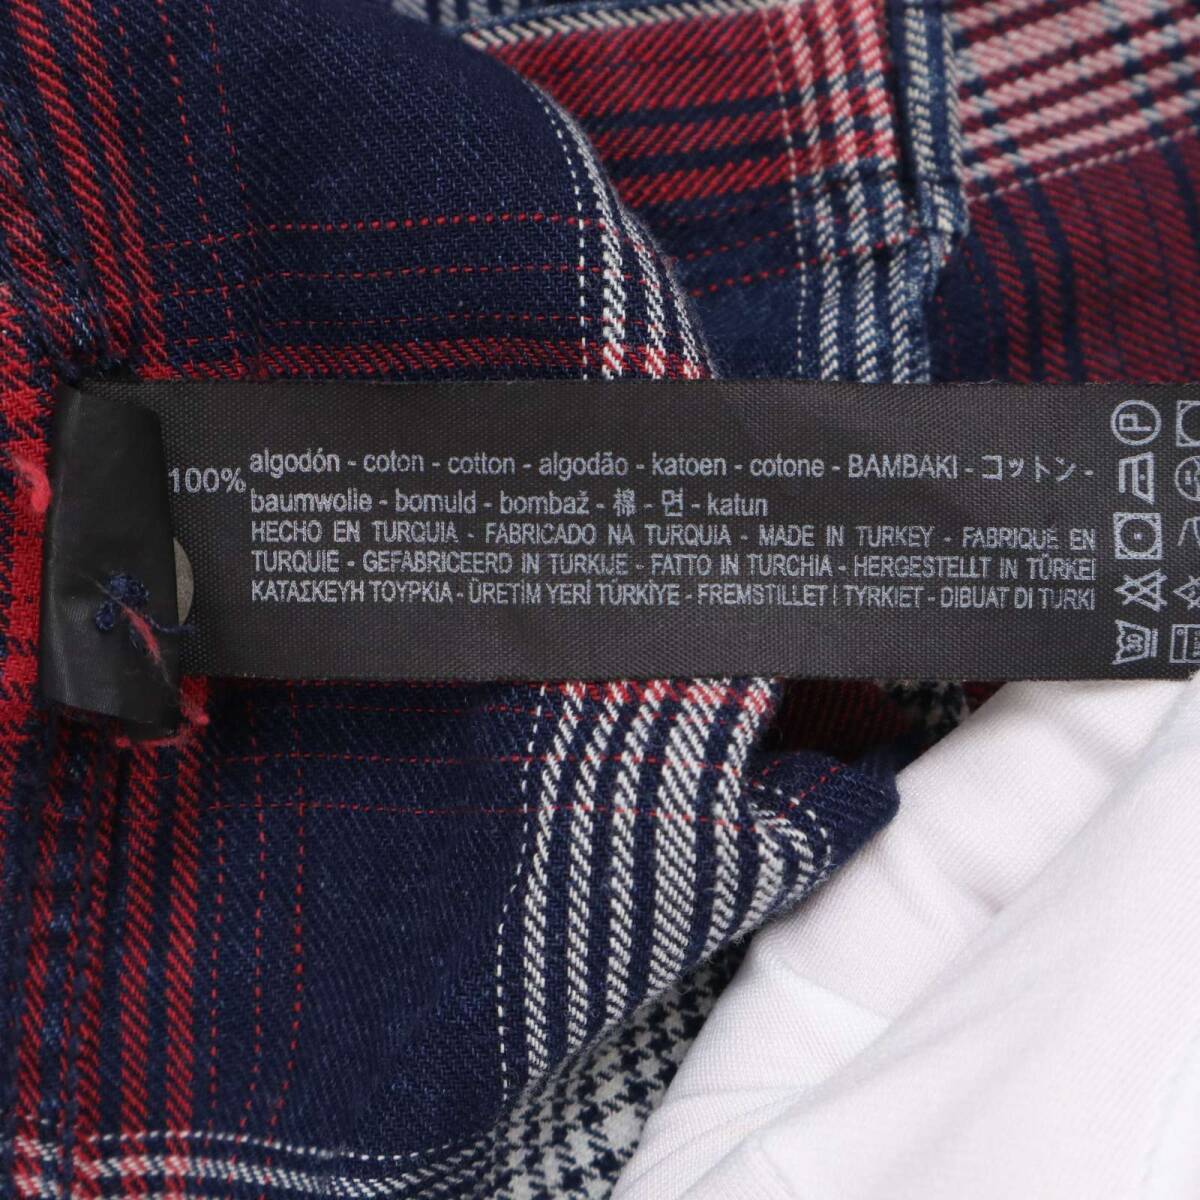 100% algodón - coton - cotton - algodão - katoen - cotone - BAMBAKI - コットン -
baumwolle - bomuld - bombaž - 棉 - 면 - katun
HECHO EN TURQUIA - FABRICADO NA TURQUIA - MADE IN TURKEY - FABRIQUE EN
TURQUIE - GEFABRICEERD IN TURKIJE - FATTO IN TURCHIA - HERGESTELLT IN TÜRKEI
ΚΑΤΑΣΚΕΥΗ ΤΟΥΡΚΙΑ - ÜRETİM YERİ TÜRKİYE - FREMSTILLET I TYRKIET - DIBUAT DI TURKI
P
30